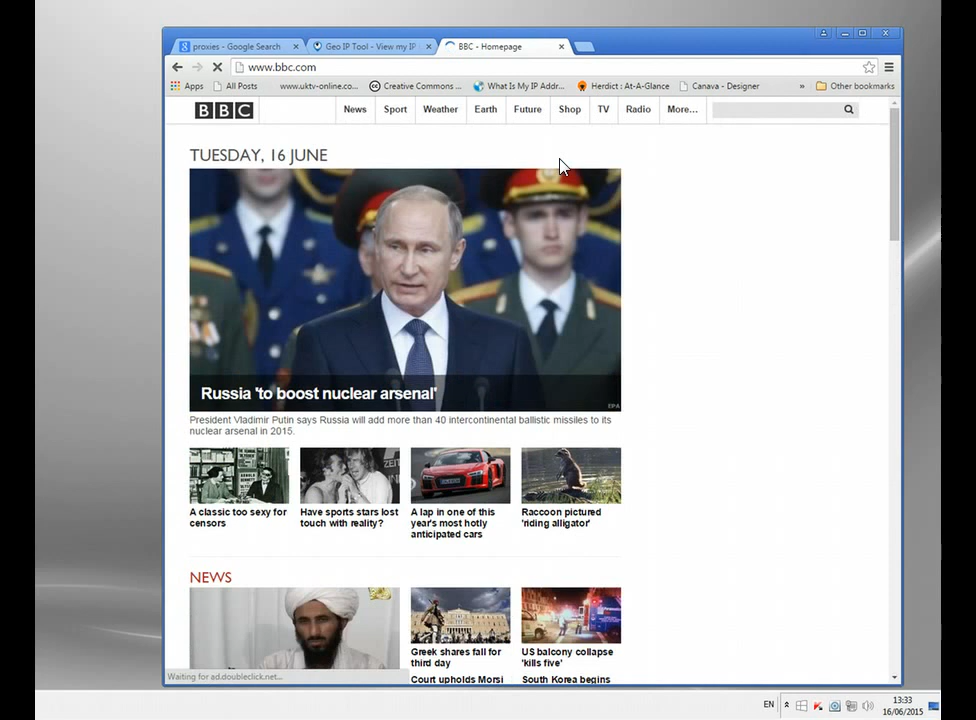 proxies - Google Search
Geo IP Tool - View my IP
BBC - Homepage
www.bbc.com
Apps
All Posts
www.uktv-online.co...
Creative Commons ...
What Is My IP Addr...
Herdict : At-A-Glance
Canava - Designer
»
Other bookmarks
BBC
News
Sport
Weather
Earth
Future
Shop
TV
Radio
More...
TUESDAY, 16 JUNE
Russia 'to boost nuclear arsenal'
EPA
President Vladimir Putin says Russia will add more than 40 intercontinental ballistic missiles to its
nuclear arsenal in 2015.
A classic too sexy for
censors
Have sports stars lost
touch with reality?
A lap in one of this
year's most hotly
anticipated cars
Raccoon pictured
'riding alligator'
NEWS
Greek shares fall for
third day
Court upholds Morsi
US balcony collapse
'kills five'
South Korea begins
Waiting for ad.doubleclick.net...
EN
13:33
16/06/2015